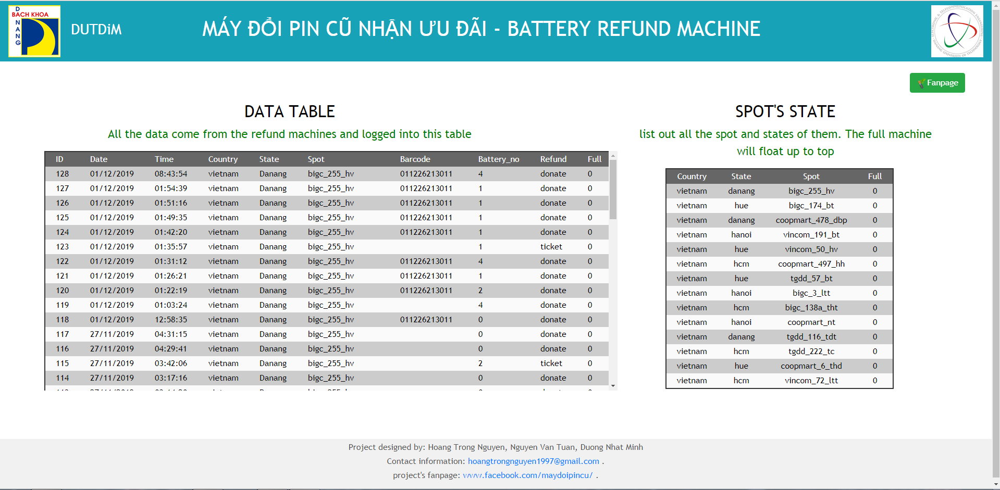 DANANG
BACH KHOA
DUTDiM
MÁY ĐỔI PIN CŨ NHẬN ƯU ĐÃI - BATTERY REFUND MACHINE
ELECTRONIC & TELECOMMUNICATION ENGINEERING
DANANG UNIVERSITY OF TECHNOLOGY
Fanpage
DATA TABLE
All the data come from the refund machines and logged into this table
ID Date Time Country State Spot Barcode Battery_no Refund Full
128 01/12/2019 08:43:54 vietnam Danang bigc_255_hv 011226213011 4 donate 0
127 01/12/2019 01:54:39 vietnam Danang bigc_255_hv 011226213011 1 donate 0
126 01/12/2019 01:51:16 vietnam Danang bigc_255_hv 011226213011 1 donate 0
125 01/12/2019 01:49:35 vietnam Danang bigc_255_hv 011226213011 1 donate 0
124 01/12/2019 01:42:20 vietnam Danang bigc_255_hv 011226213011 1 donate 0
123 01/12/2019 01:35:57 vietnam Danang bigc_255_hv 1 ticket 0
122 01/12/2019 01:31:12 vietnam Danang bigc_255_hv 011226213011 4 donate 0
121 01/12/2019 01:26:21 vietnam Danang bigc_255_hv 011226213011 1 donate 0
120 01/12/2019 01:22:19 vietnam Danang bigc_255_hv 011226213011 2 donate 0
119 01/12/2019 01:03:24 vietnam Danang bigc_255_hv 4 donate 0
118 01/12/2019 12:58:35 vietnam Danang bigc_255_hv 011226213011 0 donate 0
117 27/11/2019 04:31:15 vietnam Danang bigc_255_hv 0 donate 0
116 27/11/2019 04:29:41 vietnam Danang bigc_255_hv 0 donate 0
115 27/11/2019 03:42:06 vietnam Danang bigc_255_hv 2 ticket 0
114 27/11/2019 03:17:16 vietnam Danang bigc_255_hv 0 donate 0
SPOT'S STATE
list out all the spot and states of them. The full machine
will float up to top
Country State Spot Full
vietnam danang bigc_255_hv 0
vietnam hue bigc_174_bt 0
vietnam danang coopmart_478_dbp 0
vietnam hanoi vincom_191_bt 0
vietnam hue vincom_50_hv 0
vietnam hcm coopmart_497_hh 0
vietnam hue tgdd_57_bt 0
vietnam hanoi bigc_3_ltt 0
vietnam hcm bigc_138a_tht 0
vietnam hanoi coopmart_nt 0
vietnam danang tgdd_116_tdt 0
vietnam hcm tgdd_222_tc 0
vietnam hue coopmart_6_thd 0
vietnam hcm vincom_72_ltt 0
Project designed by: Hoang Trong Nguyen, Nguyen Van Tuan, Duong Nhat Minh
Contact information: hoangtrongnguyen1997@gmail.com .
project's fanpage: www.facebook.com/maydoipincu/ .